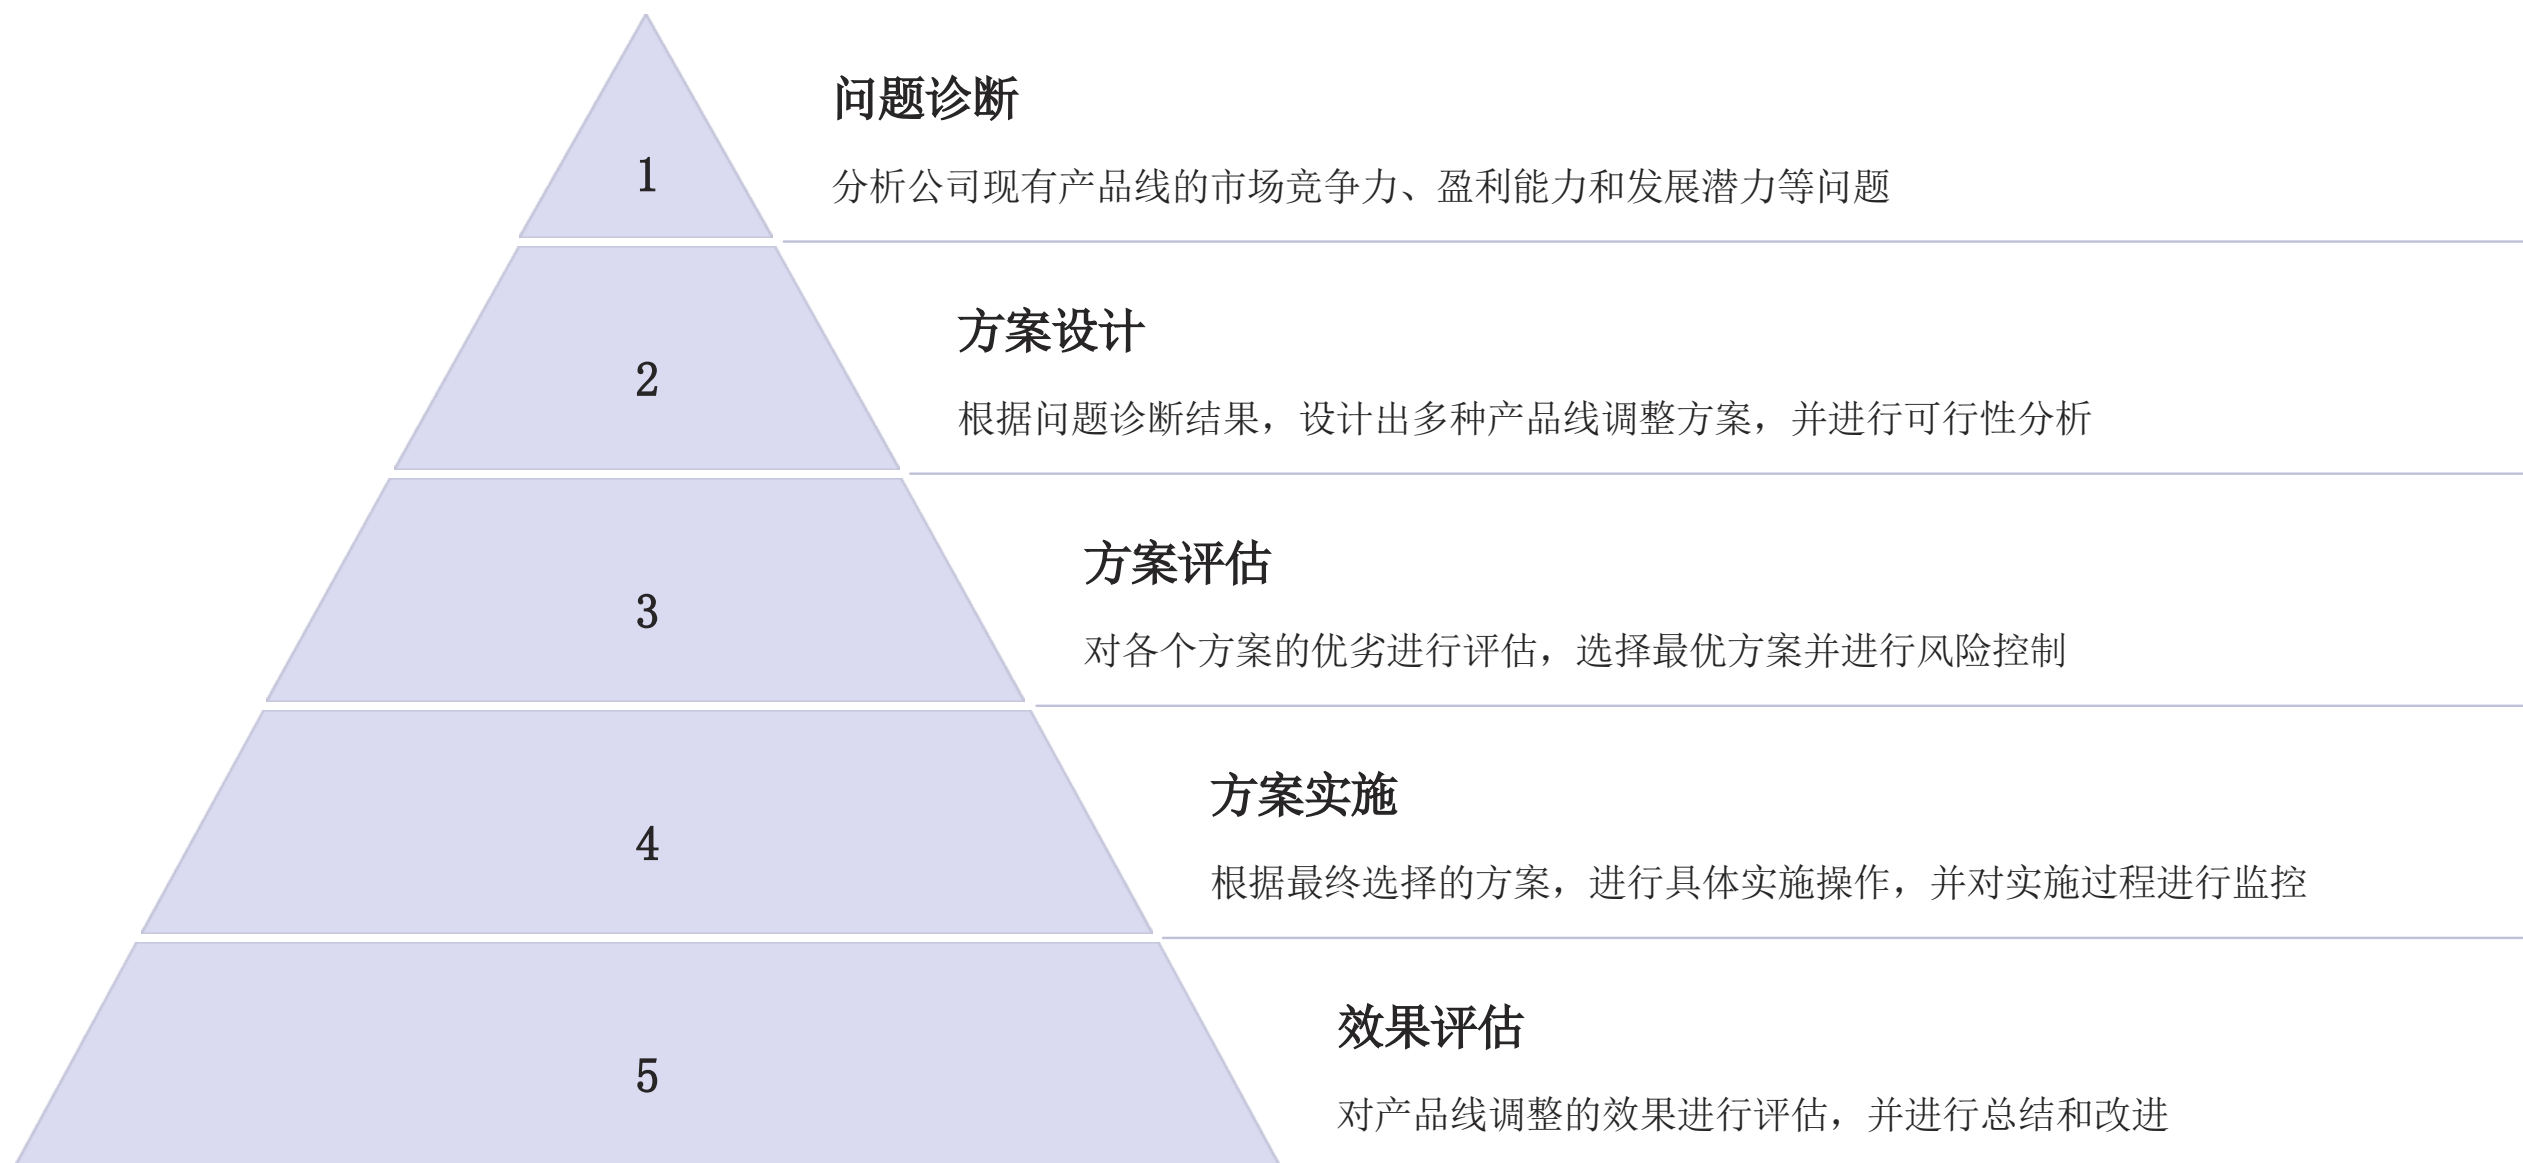 问题诊断
1
分析公司现有产品线的市场竞争力、盈利能力和发展潜力等问题
方案设计
2
根据问题诊断结果，设计出多种产品线调整方案，并进行可行性分析
方案评估
3
对各个方案的优劣进行评估，选择最优方案并进行风险控制
方案实施
4
根据最终选择的方案，进行具体实施操作，并对实施过程进行监控
效果评估
5
对产品线调整的效果进行评估，并进行总结和改进